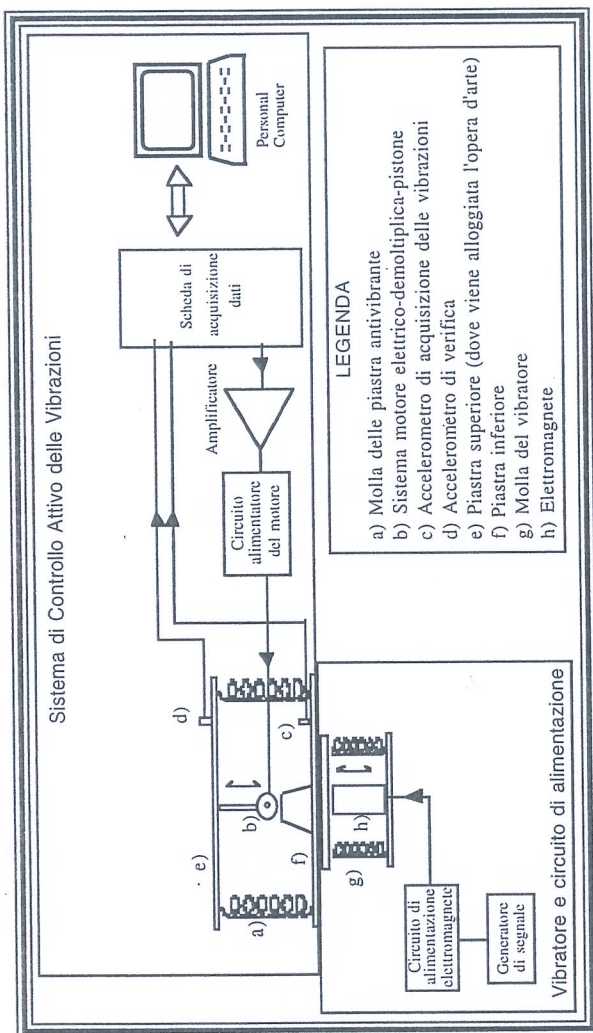 Sistema di Controllo Attivo delle Vibrazioni
d)
e)
b)
c)
a)
f)
Circuito
alimentatore
del motore
Amplificatore
Scheda di
acquisizione
dati
Personal
Computer
g)
h)
Circuito di
alimentazione
elettromagnete
Generatore
di segnale
Vibratore e circuito di alimentazione
LEGENDA
a) Molla delle piastra antivibrante
b) Sistema motore elettrico-demoltiplica-pistone
c) Accelerometro di acquisizione delle vibrazioni
d) Accelerometro di verifica
e) Piastra superiore (dove viene alloggiata l'opera d'arte)
f) Piastra inferiore
g) Molla del vibratore
h) Elettromagnete